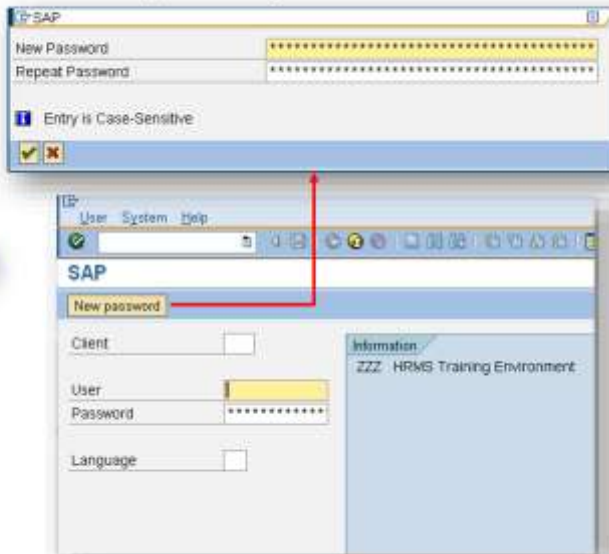 SAP
New Password ****************************************
Repeat Password ****************************************
Entry is Case-Sensitive
User System Help
SAP
New password
Client
Information
ZZZ HRMS Training Environment
User
Password ************
Language